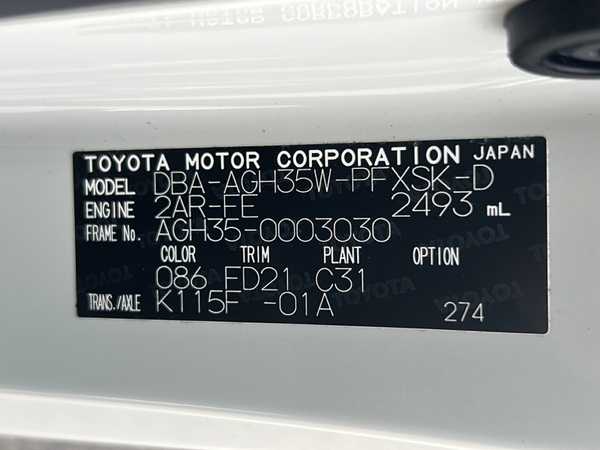 TOYOTA MOTOR CORPORATION JAPAN
MODEL DBA-AGH35W-PFXSK-D
ENGINE 2AR-FE 2493 mL
FRAME No. AGH35-0003030
COLOR TRIM PLANT
086 FD21 C31
TRANS./AXLE K115F -01A 274